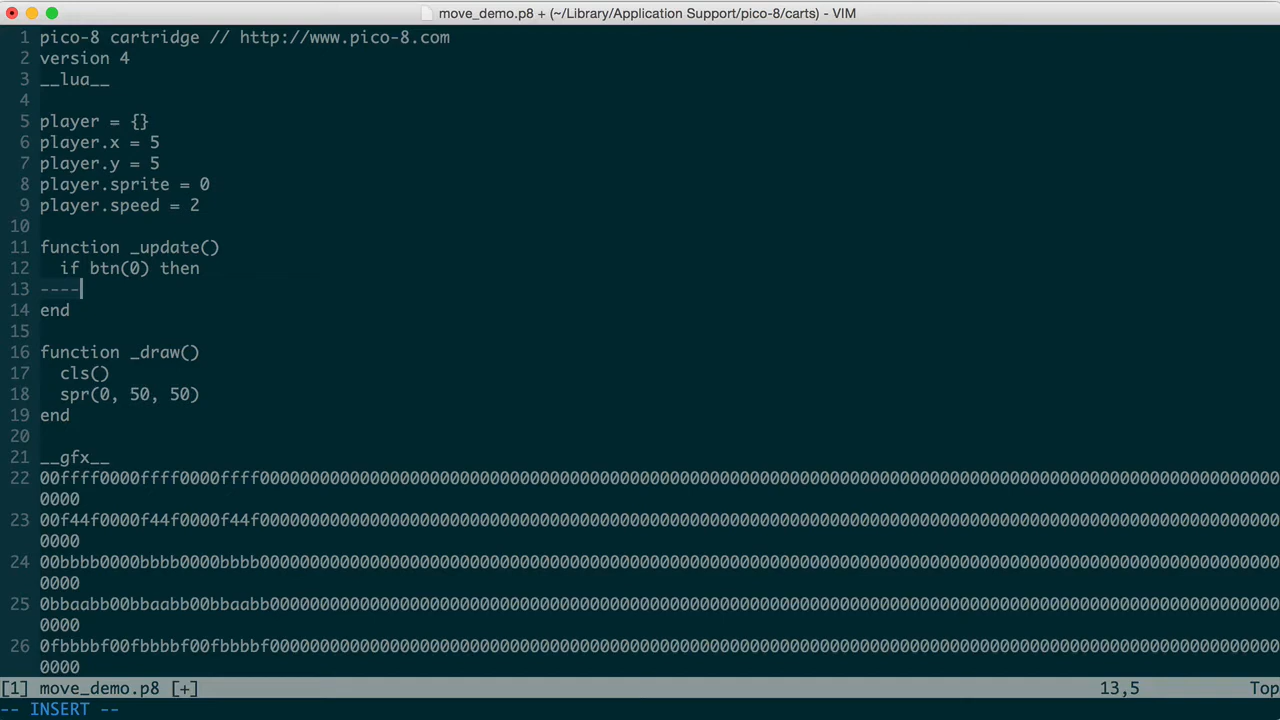 move_demo.p8 + (~/Library/Application Support/pico-8/carts) - VIM
1 pico-8 cartridge // http://www.pico-8.com
2 version 4
3 __lua__
4
5 player = {}
6 player.x = 5
7 player.y = 5
8 player.sprite = 0
9 player.speed = 2
10
11 function _update()
12   if btn(0) then
13 ----
14 end
15
16 function _draw()
17   cls()
18   spr(0, 50, 50)
19 end
20
21 __gfx__
22 00ffff0000ffff0000ffff000000000000000000000000000000000000000000000000000000000000000000000000000000000000000000000000000000
0000
23 00f44f0000f44f0000f44f000000000000000000000000000000000000000000000000000000000000000000000000000000000000000000000000000000
0000
24 00bbbb0000bbbb0000bbbb000000000000000000000000000000000000000000000000000000000000000000000000000000000000000000000000000000
0000
25 0bbaabb00bbaabb00bbaabb00000000000000000000000000000000000000000000000000000000000000000000000000000000000000000000000000000
0000
26 0fbbbbf00fbbbbf00fbbbbf00000000000000000000000000000000000000000000000000000000000000000000000000000000000000000000000000000
0000
[1] move_demo.p8 [+] 13,5 Top
-- INSERT --